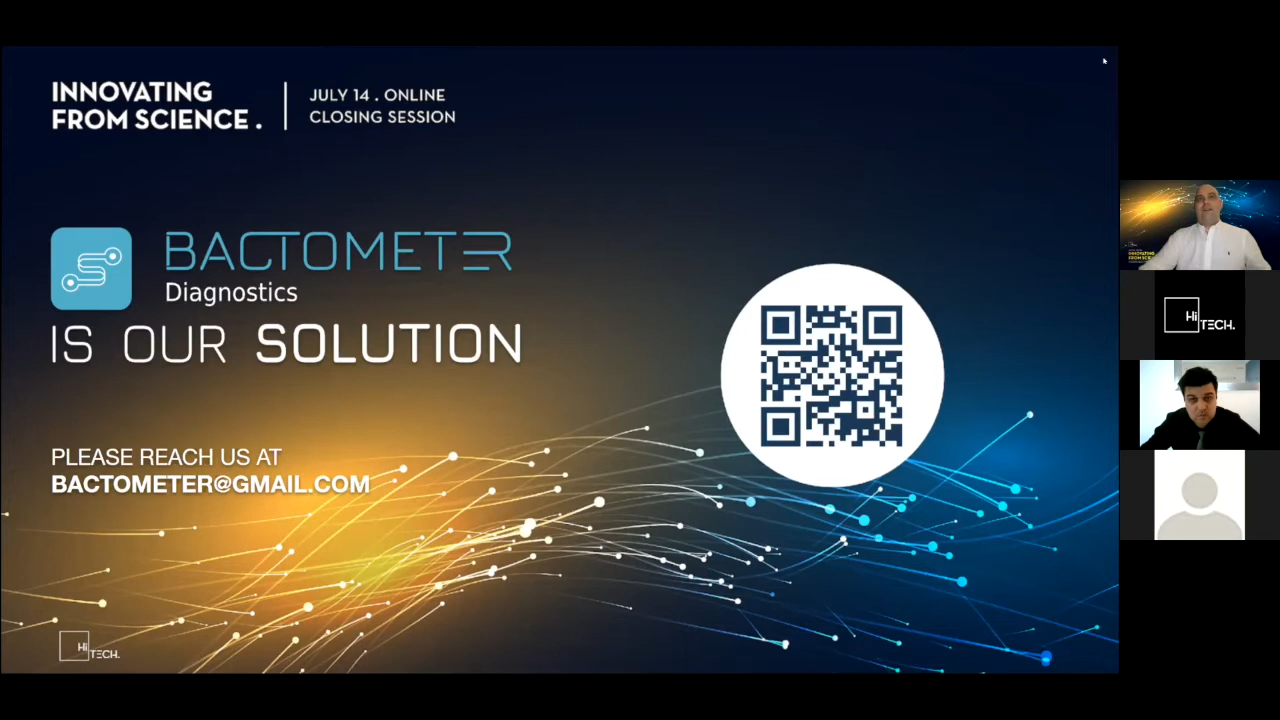 INNOVATING
FROM SCIENCE .
JULY 14 . ONLINE
CLOSING SESSION
BACTOMETER
Diagnostics
IS OUR SOLUTION
PLEASE REACH US AT
BACTOMETER@GMAIL.COM
Hi
TECH.
Hi
TECH.